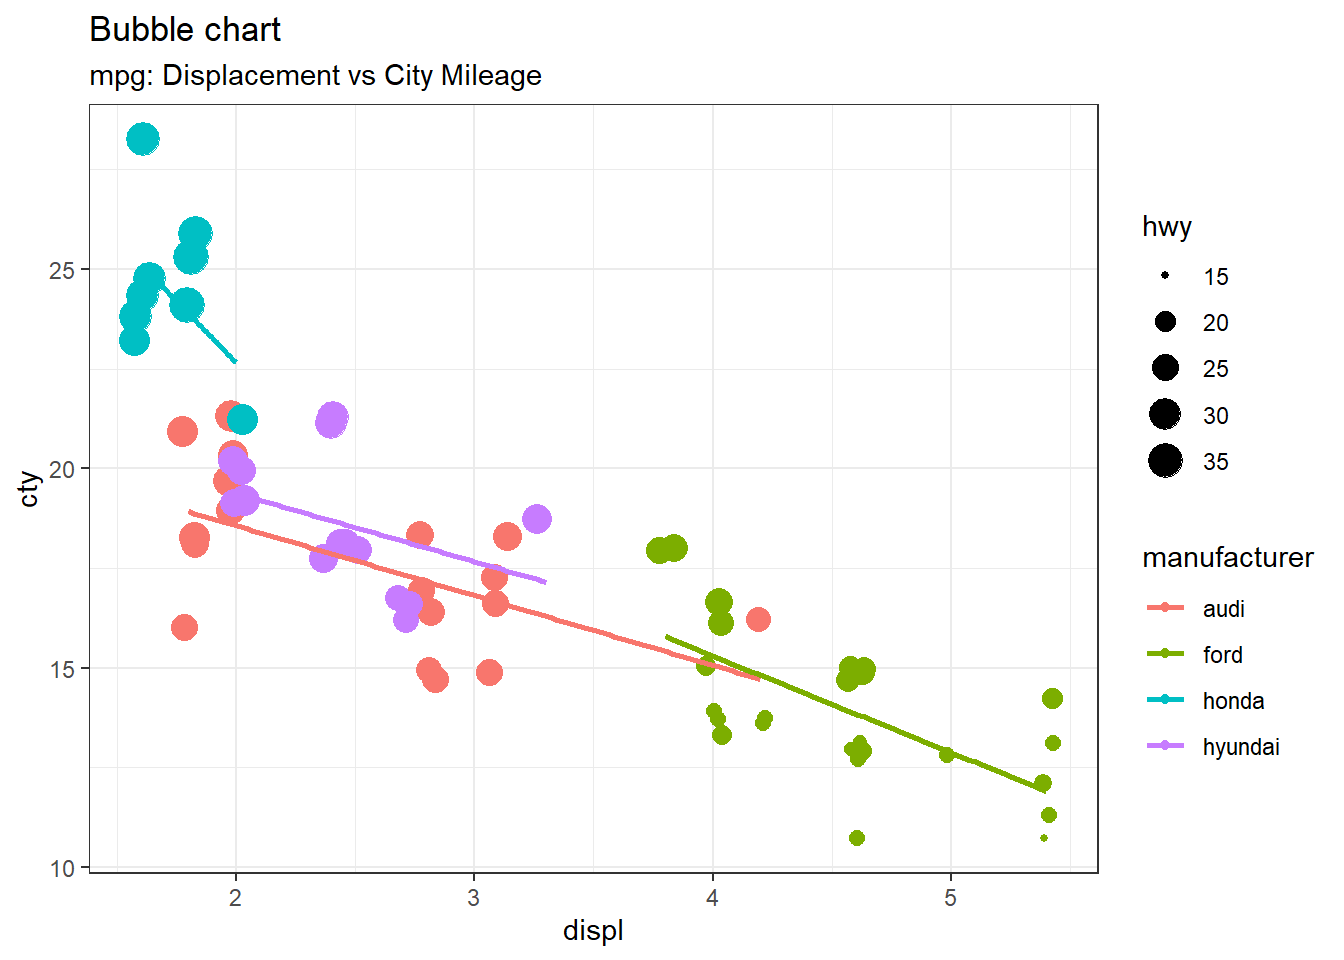 Bubble chart
mpg: Displacement vs City Mileage
25
20
15
10
cty
2 3 4 5
displ
hwy
15
20
25
30
35
manufacturer
audi
ford
honda
hyundai